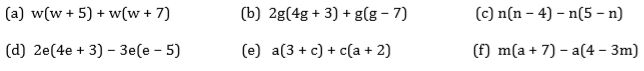 (a) w(w + 5) + w(w + 7) (b) 2g(4g + 3) + g(g − 7) (c) n(n − 4) − n(5 − n)
(d) 2e(4e + 3) − 3e(e − 5) (e) a(3 + c) + c(a + 2) (f) m(a + 7) − a(4 − 3m)